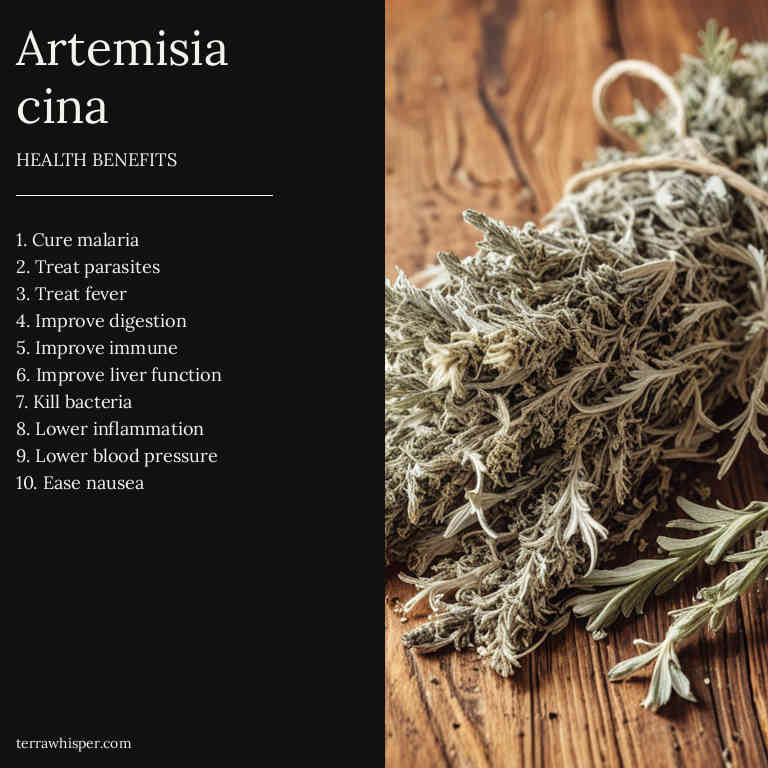 Artemisia
cina
HEALTH BENEFITS
1. Cure malaria
2. Treat parasites
3. Treat fever
4. Improve digestion
5. Improve immune
6. Improve liver function
7. Kill bacteria
8. Lower inflammation
9. Lower blood pressure
10. Ease nausea
terrawhisper.com